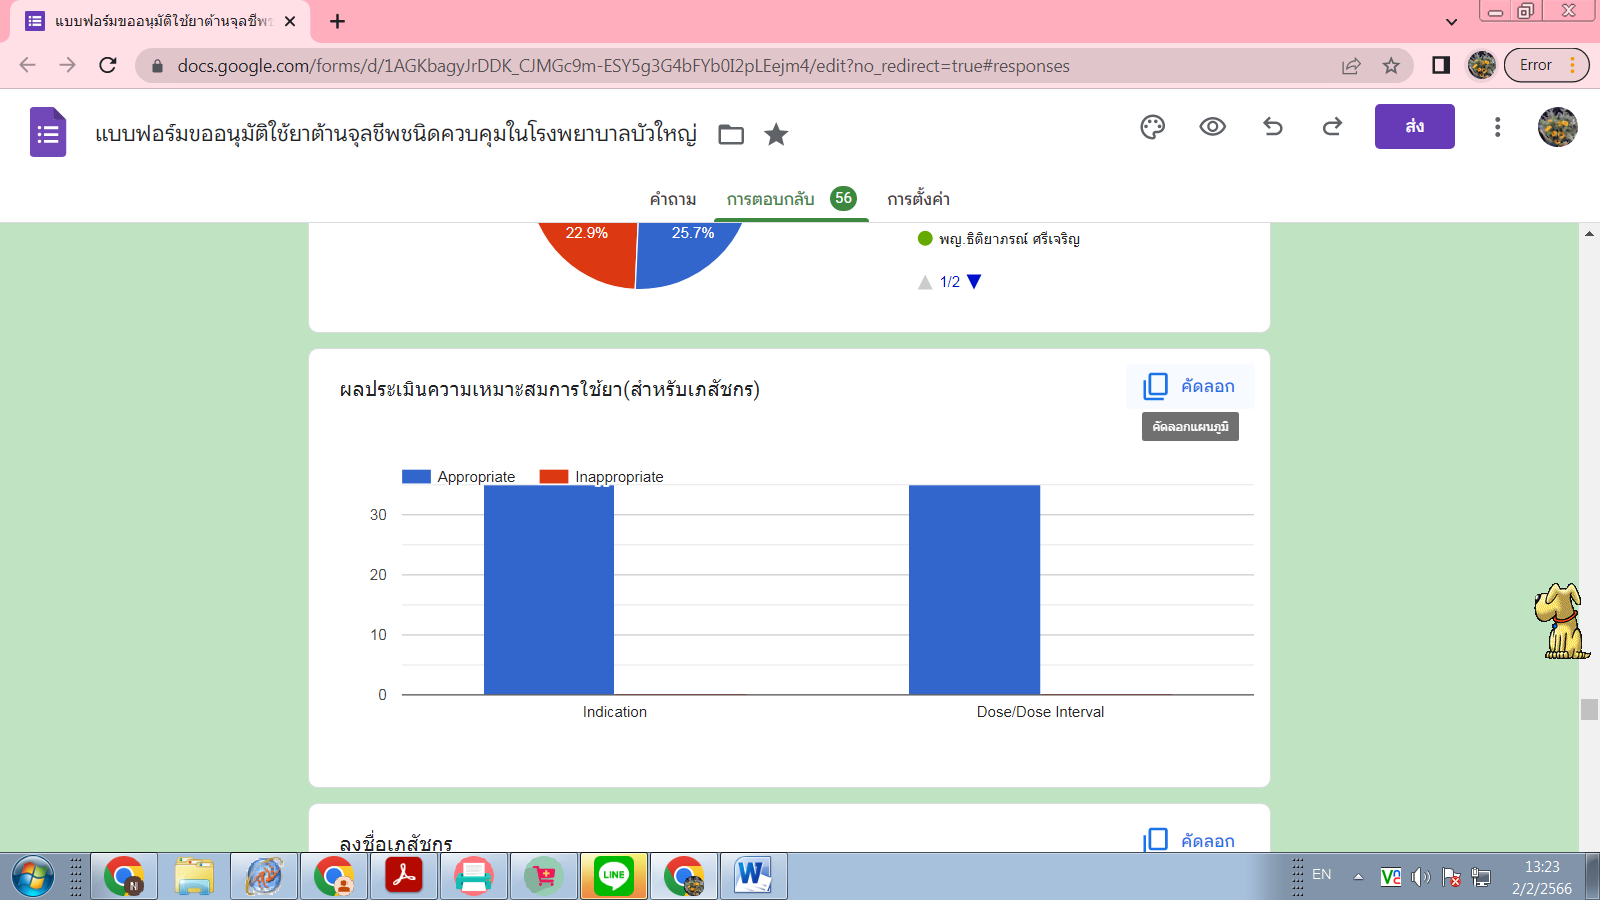 แบบฟอร์มขออนุมัติใช้ยาต้านจุลชีพช
docs.google.com/forms/d/1AGKbagyJrDDK_CJMGc9m-ESY5g3G4bFYb0I2pLEejm4/edit?no_redirect=true#responses
Error
แบบฟอร์มขออนุมัติใช้ยาต้านจุลชีพชนิดควบคุมในโรงพยาบาลบัวใหญ่
ส่ง
คำถาม การตอบกลับ 56 การตั้งค่า
22.9% 25.7%
พญ.ธิติยาภรณ์ ศรีเจริญ
1/2
ผลประเมินความเหมาะสมการใช้ยา(สำหรับเภสัชกร)
คัดลอก
คัดลอกแผนภูมิ
Appropriate Inappropriate
30
20
10
0
Indication Dose/Dose Interval
ลงชื่อเภสัชกร
คัดลอก
N
LINE
W
EN
13:23
2/2/2566